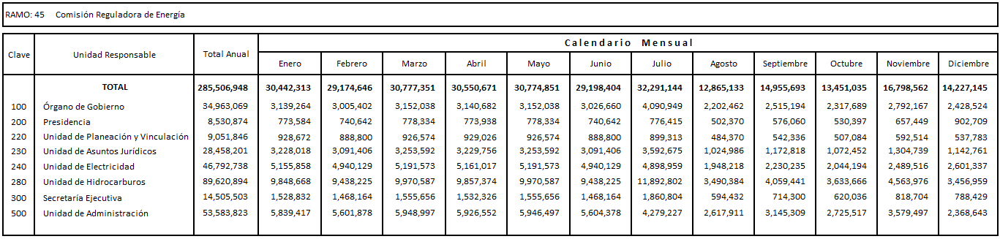 RAMO: 45 Comisión Reguladora de Energía
Clave Unidad Responsable Total Anual Calendario Mensual
Enero Febrero Marzo Abril Mayo Junio Julio Agosto Septiembre Octubre Noviembre Diciembre
TOTAL 285,506,948 30,442,313 29,174,646 30,777,351 30,550,671 30,774,851 29,198,404 32,291,144 12,865,133 14,955,693 13,451,035 16,798,562 14,227,145
100 Órgano de Gobierno 34,963,069 3,139,264 3,005,402 3,152,038 3,140,682 3,152,038 3,026,660 4,090,949 2,202,462 2,515,194 2,317,689 2,792,167 2,428,524
200 Presidencia 8,530,874 773,584 740,642 778,334 773,938 778,334 740,642 776,415 502,370 576,060 530,397 657,449 902,709
220 Unidad de Planeación y Vinculación 9,051,846 928,672 888,800 926,574 929,026 926,574 888,800 899,313 484,370 542,336 507,084 592,514 537,783
230 Unidad de Asuntos Jurídicos 28,458,201 3,228,018 3,091,406 3,253,592 3,229,756 3,253,592 3,091,406 3,592,675 1,024,986 1,172,818 1,072,452 1,304,739 1,142,761
240 Unidad de Electricidad 46,792,738 5,155,858 4,940,129 5,191,573 5,161,017 5,191,573 4,940,129 4,898,959 1,948,218 2,230,235 2,044,194 2,489,516 2,601,337
280 Unidad de Hidrocarburos 89,620,894 9,848,668 9,438,225 9,970,587 9,857,374 9,970,587 9,438,225 11,892,802 3,490,384 4,059,441 3,633,666 4,563,976 3,456,959
300 Secretaría Ejecutiva 14,505,503 1,528,832 1,468,164 1,555,656 1,532,326 1,555,656 1,468,164 1,860,804 594,432 714,300 620,036 818,704 788,429
500 Unidad de Administración 53,583,823 5,839,417 5,601,878 5,948,997 5,926,552 5,946,497 5,604,378 4,279,227 2,617,911 3,145,309 2,725,517 3,579,497 2,368,643